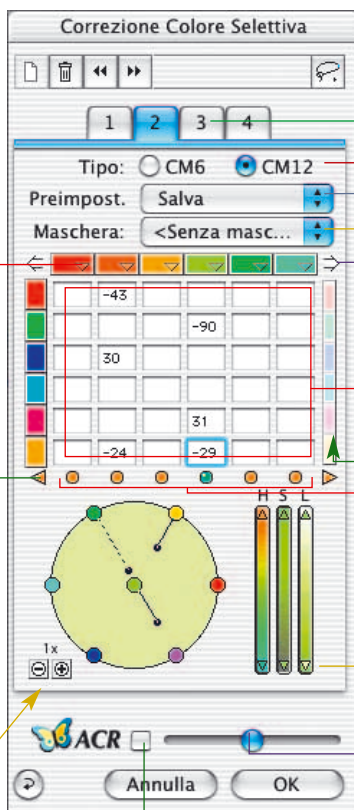 Correzione Colore Selettiva
1 2 3 4
Tipo: CM6 CM12
Preimpost. Salva
Maschera: <Senza masc...
-43
-90
30
31
-24 -29
H S L
1x
ACR
Annulla OK